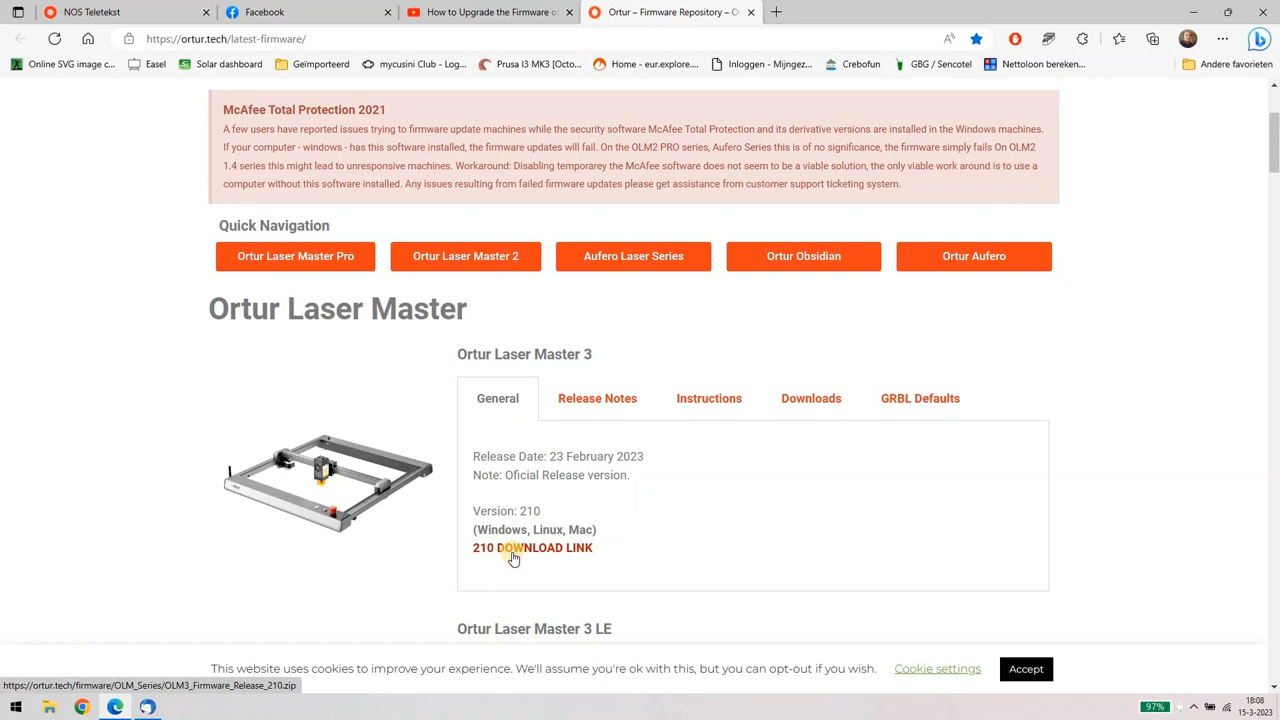 NOS Teletekst
Facebook
How to Upgrade the Firmware of
Ortur – Firmware Repository – O
https://ortur.tech/latest-firmware/
Online SVG image c...
Easel
Solar dashboard
Geïmporteerd
mycusini Club - Log...
Prusa I3 MK3 [Octo...
Home - eur.explore....
Inloggen - Mijngez...
Crebofun
GBG / Sencotel
Nettoloon bereken...
Andere favorieten
McAfee Total Protection 2021
A few users have reported issues trying to firmware update machines while the security software McAfee Total Protection and its derivative versions are installed in the Windows machines.
If your computer - windows - has this software installed, the firmware updates will fail. On the OLM2 PRO series, Aufero Series this is of no significance, the firmware simply fails On OLM2
1.4 series this might lead to unresponsive machines. Workaround: Disabling temporarey the McAfee software does not seem to be a viable solution, the only viable work around is to use a
computer without this software installed. Any issues resulting from failed firmware updates please get assistance from customer support ticketing system.
Quick Navigation
Ortur Laser Master Pro
Ortur Laser Master 2
Aufero Laser Series
Ortur Obsidian
Ortur Aufero
Ortur Laser Master
Ortur Laser Master 3
General
Release Notes
Instructions
Downloads
GRBL Defaults
Release Date: 23 February 2023
Note: Oficial Release version.
Version: 210
(Windows, Linux, Mac)
210 DOWNLOAD LINK
Ortur Laser Master 3 LE
This website uses cookies to improve your experience. We'll assume you're ok with this, but you can opt-out if you wish.
Cookie settings
Accept
https://ortur.tech/firmware/OLM_Series/OLM3_Firmware_Release_210.zip
97%
18:08
15-3-2023